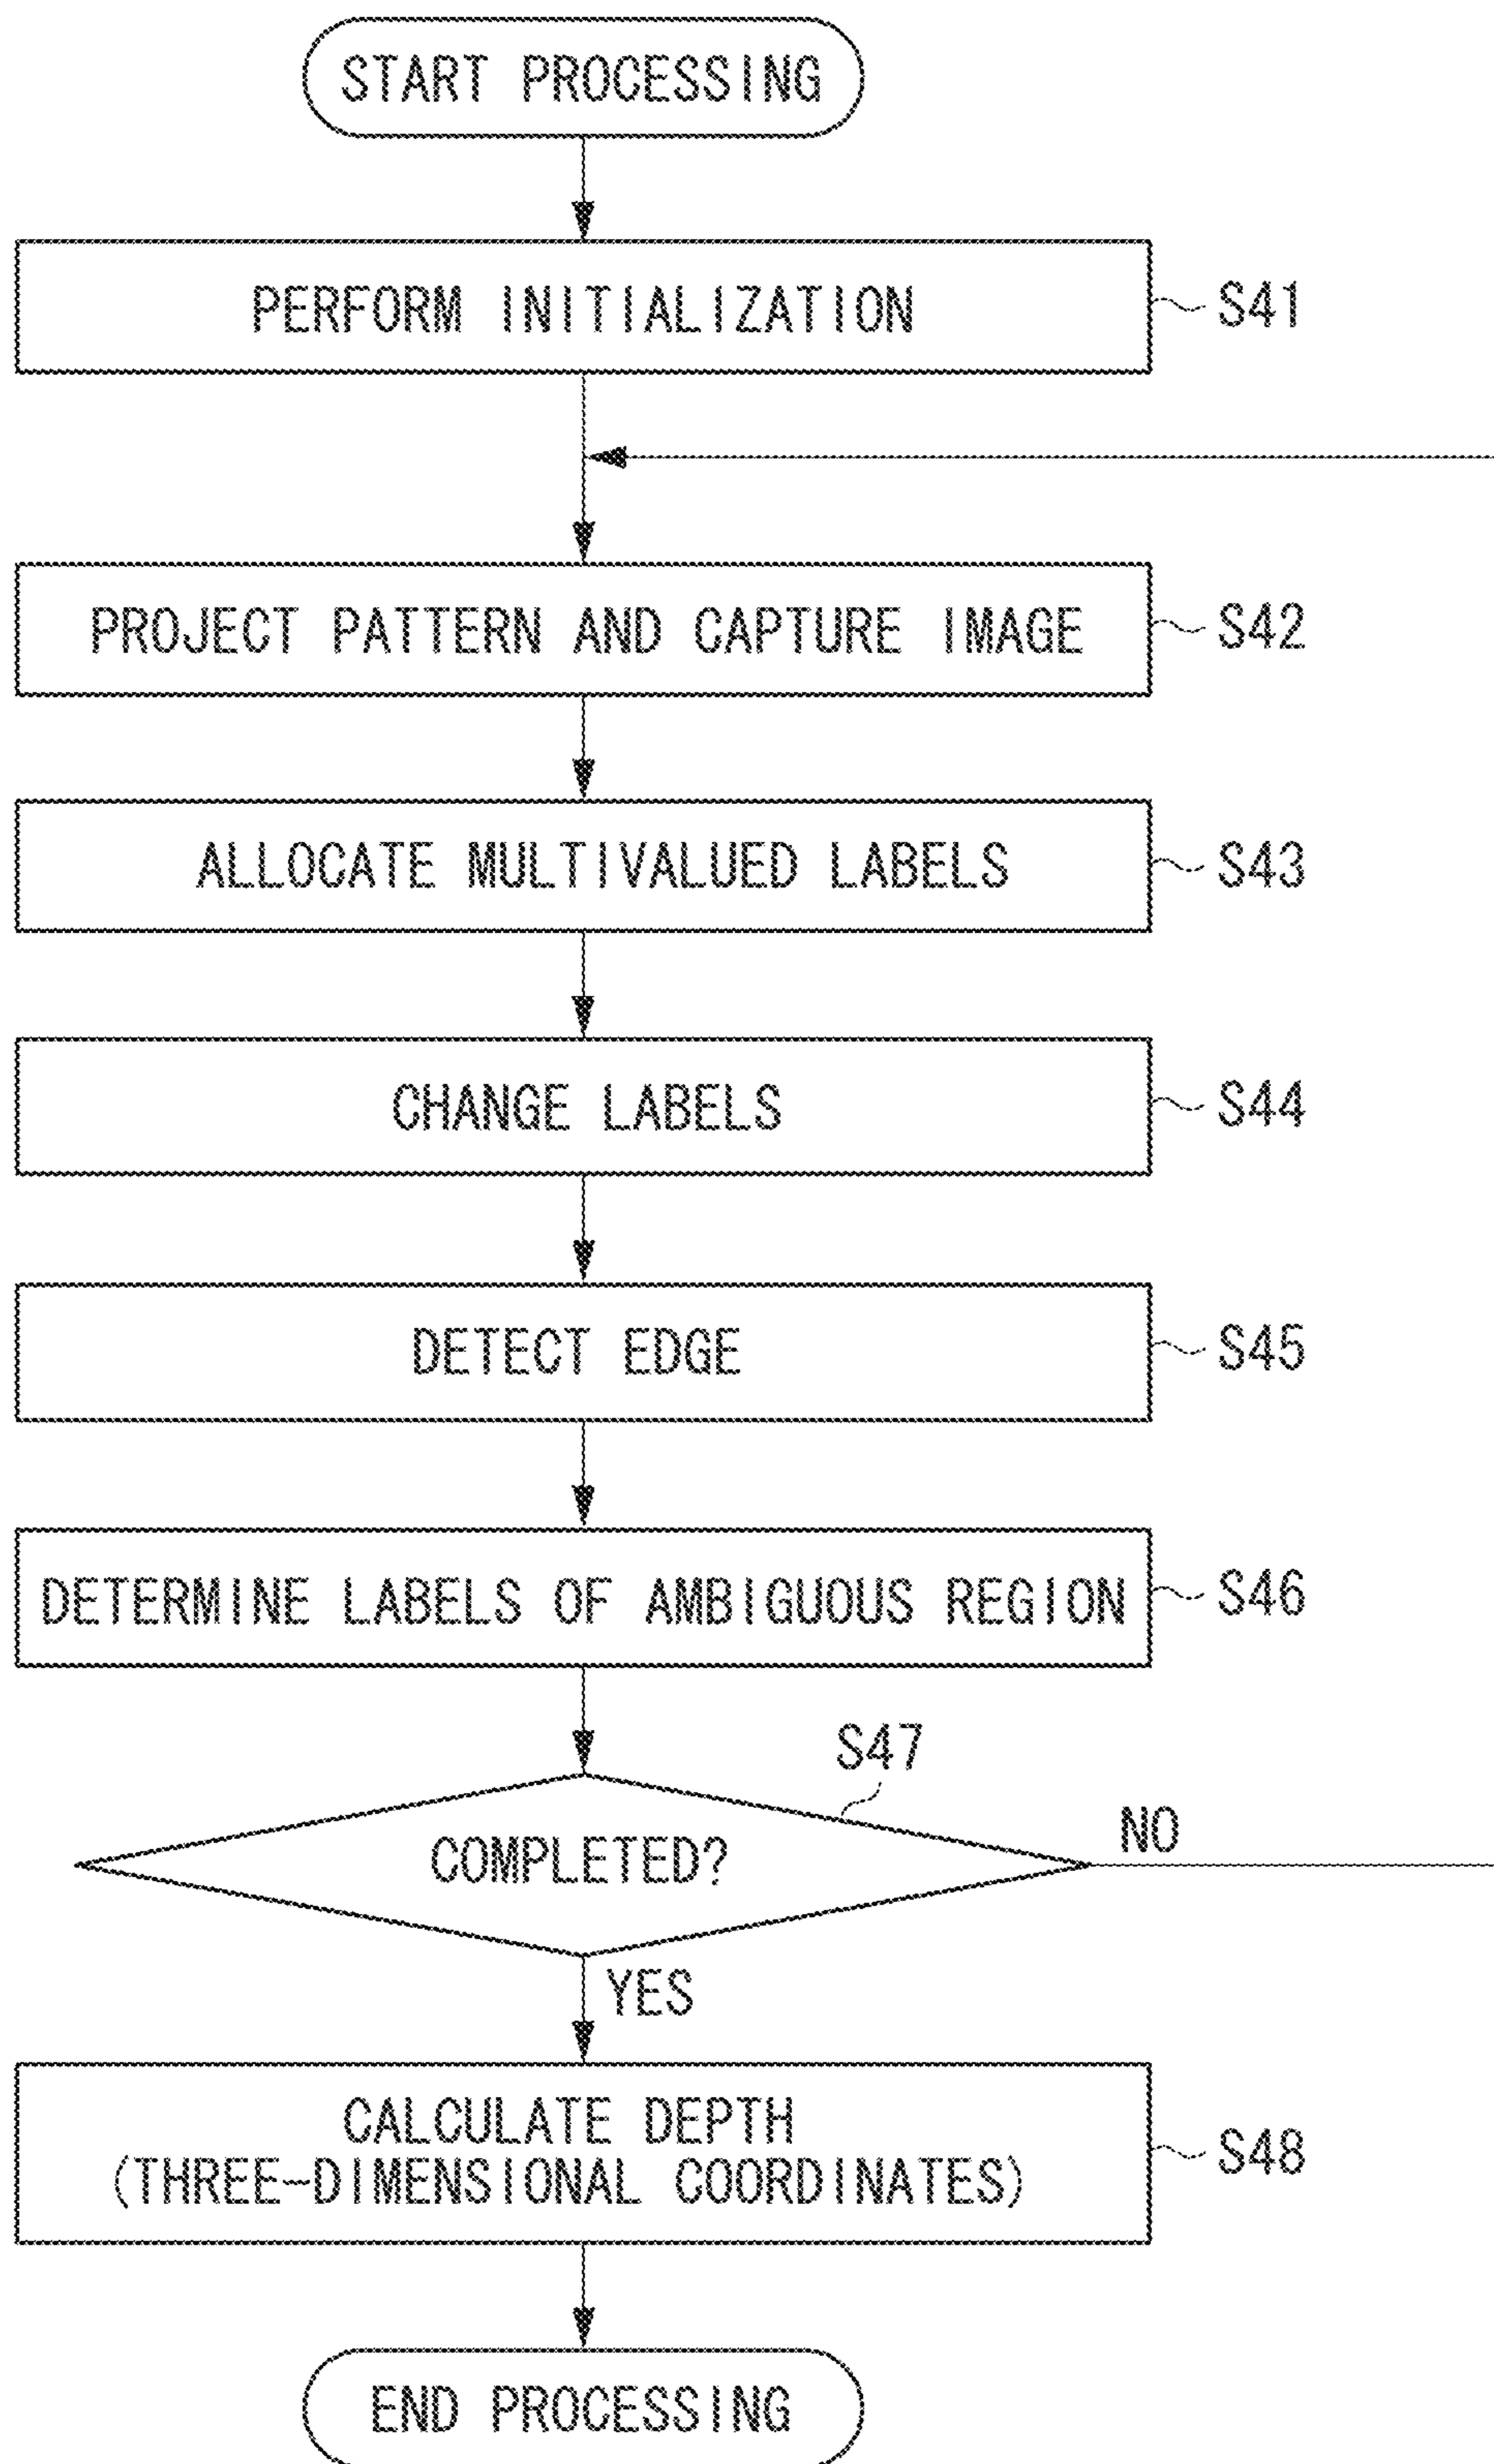 START PROCESSING
PERFORM INITIALIZATION
S41
PROJECT PATTERN AND CAPTURE IMAGE
S42
ALLOCATE MULTIVALUED LABELS
S43
CHANGE LABELS
S44
DETECT EDGE
S45
DETERMINE LABELS OF AMBIGUOUS REGION
S46
S47
COMPLETED?
NO
YES
CALCULATE DEPTH
(THREE-DIMENSIONAL COORDINATES)
S48
END PROCESSING